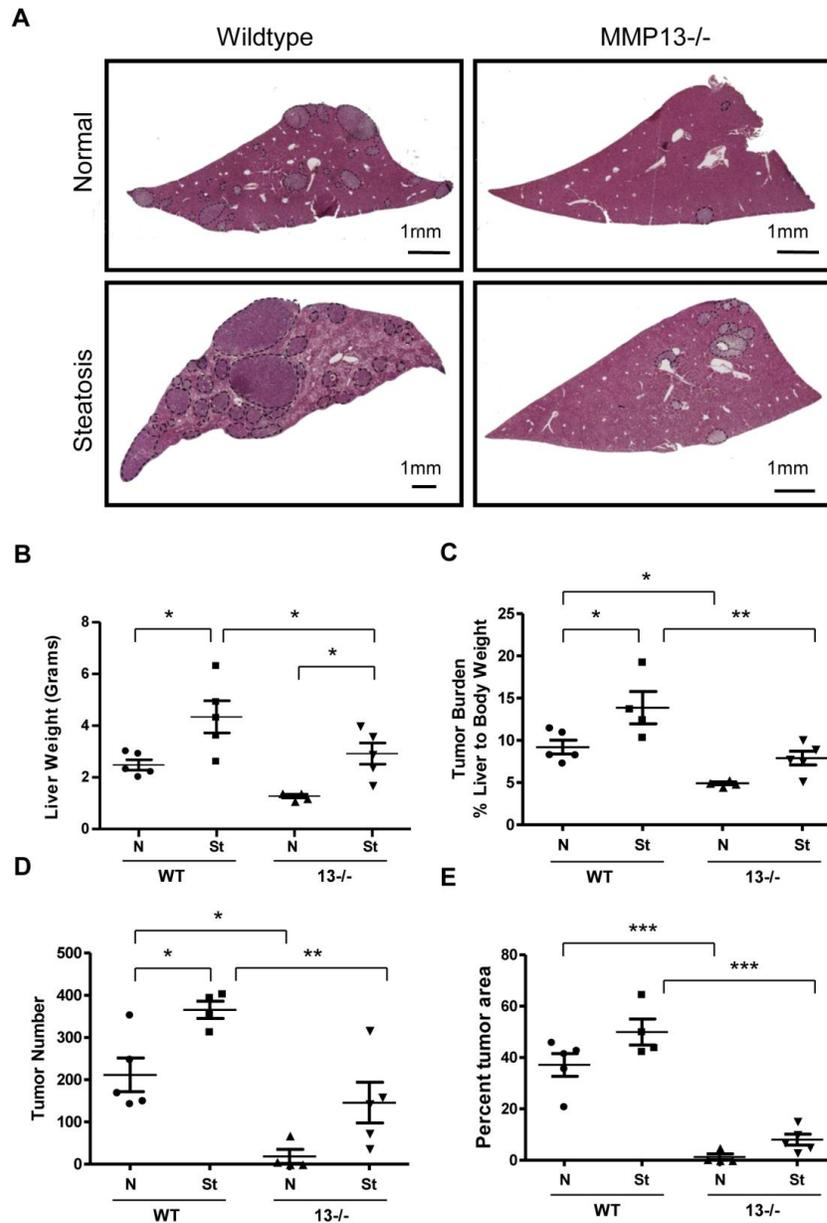 A
Wildtype MMP13-/-
Normal
1mm 1mm
Steatosis
1mm 1mm
B
Liver Weight (Grams)
8
6
4
2
0
* * *
N St N St
WT 13-/-
C
Tumor Burden
% Liver to Body Weight
25
20
15
10
5
0
*
* **
N St N St
WT 13-/-
D
Tumor Number
500
400
300
200
100
0
*
* **
N St N St
WT 13-/-
E
Percent tumor area
80
60
40
20
0
***
***
N St N St
WT 13-/-